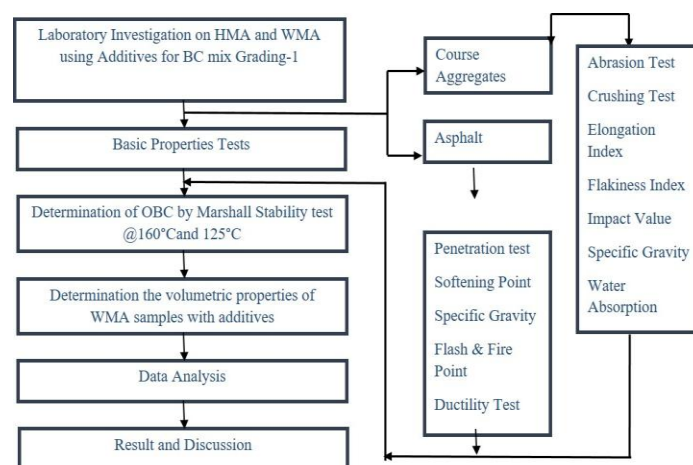 Laboratory Investigation on HMA and WMA
using Additives for BC mix Grading-1
Basic Properties Tests
Determination of OBC by Marshall Stability test
@160°Cand 125°C
Determination the volumetric properties of
WMA samples with additives
Data Analysis
Result and Discussion
Course
Aggregates
Asphalt
Penetration test
Softening Point
Specific Gravity
Flash & Fire
Point
Ductility Test
Abrasion Test
Crushing Test
Elongation
Index
Flakiness Index
Impact Value
Specific Gravity
Water
Absorption